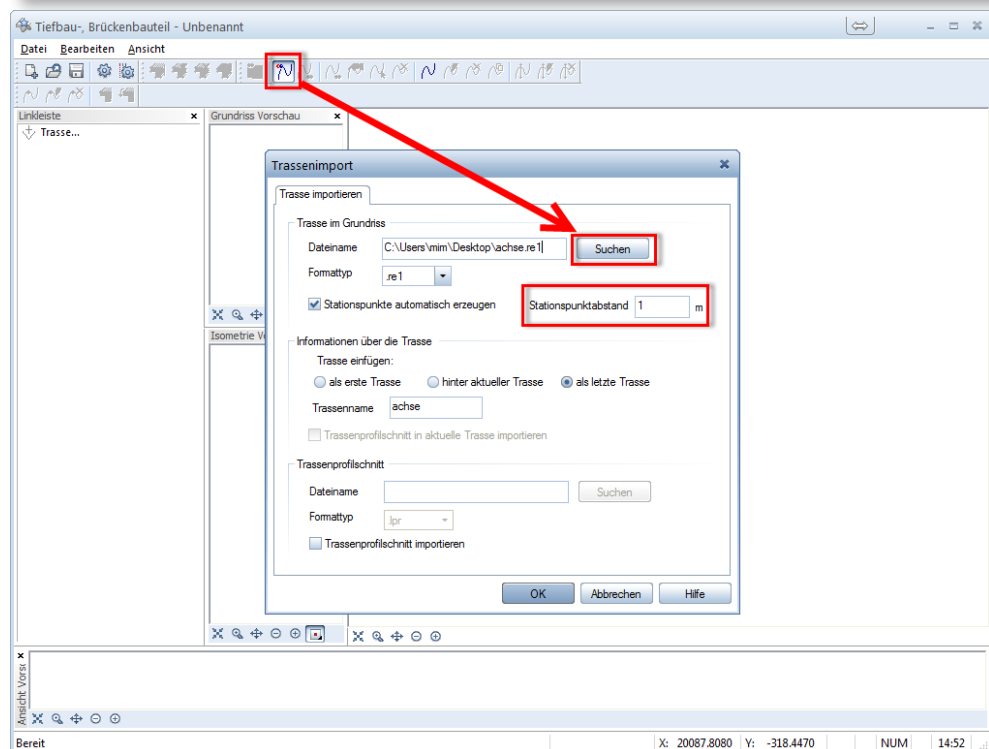 Tiefbau-, Brückenbauteil - Unbenannt
Datei Bearbeiten Ansicht
Linkleiste
Grundriss Vorschau
Trasse...
Trassenimport
Trasse importieren
Trasse im Grundriss
Dateiname C:\Users\mim\Desktop\achse.re1 Suchen
Formattyp .re1
Stationspunkte automatisch erzeugen Stationspunktabstand 1 m
Isometrie V
Informationen über die Trasse
Trasse einfügen:
als erste Trasse hinter aktueller Trasse als letzte Trasse
Trassenname achse
Trassenprofilschnitt in aktuelle Trasse importieren
Trassenprofilschnitt
Dateiname Suchen
Formattyp .lpr
Trassenprofilschnitt importieren
OK Abbrechen Hilfe
Ansicht Vorsc
Bereit X: 20087.8080 Y: -318.4470 NUM 14:52